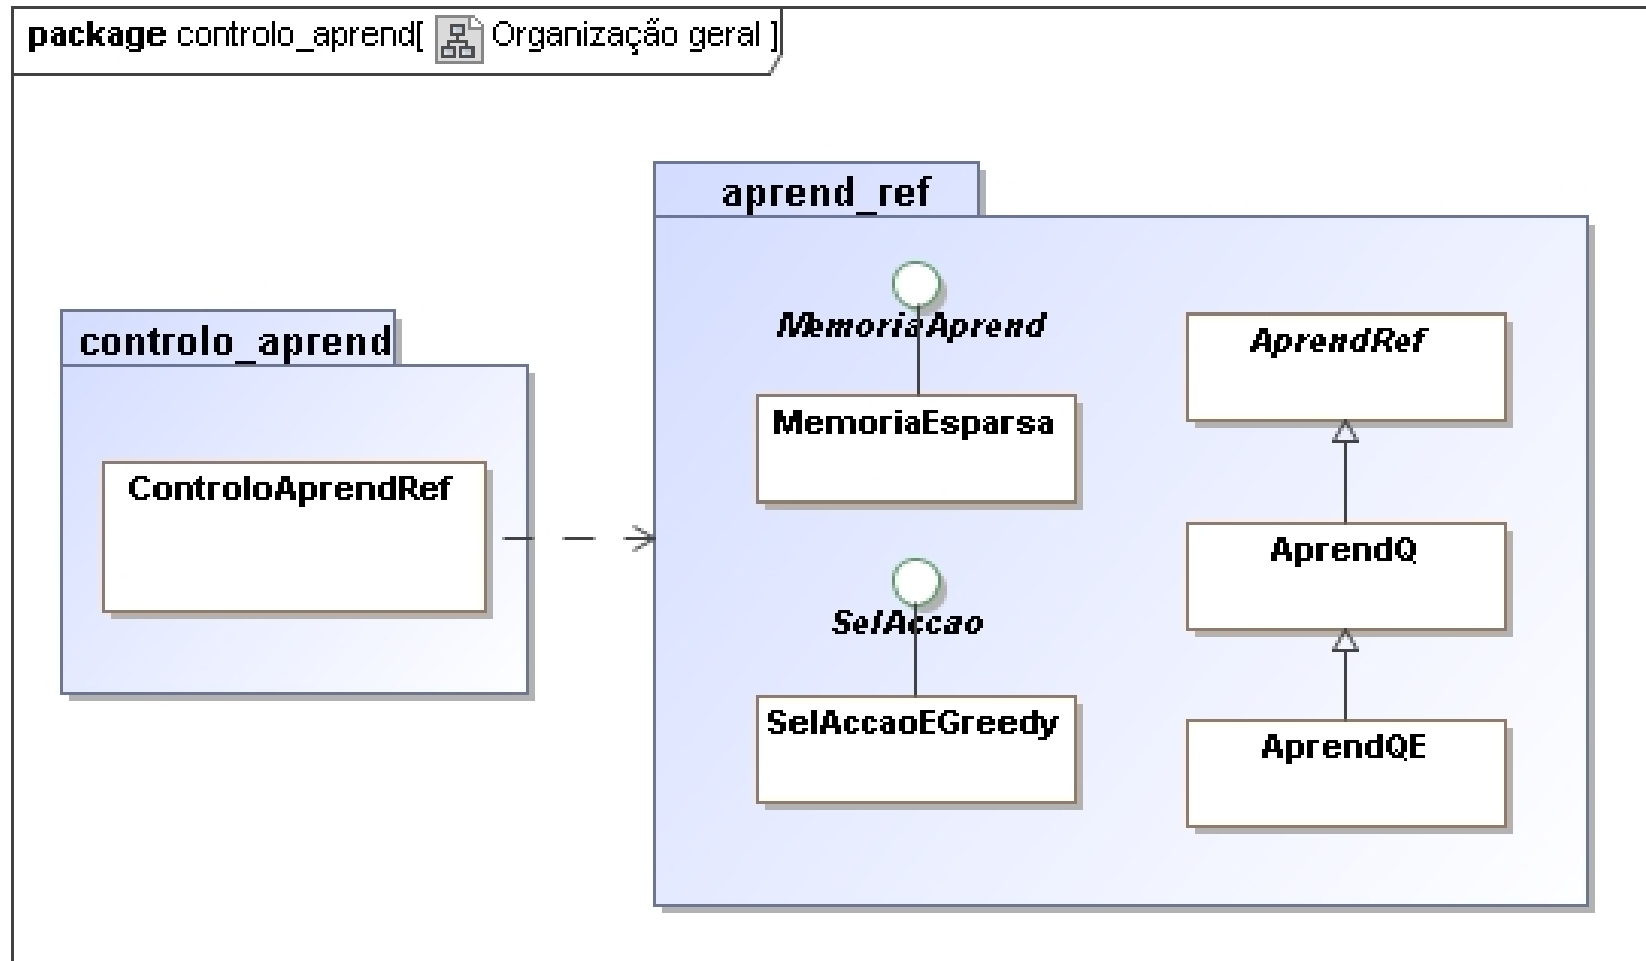 package controlo_aprend[ Organização geral ]
controlo_aprend
ControloAprendRef
aprend_ref
MemoriaAprend
MemoriaEsparsa
SelAccao
SelAccaoEGreedy
AprendRef
AprendQ
AprendQE